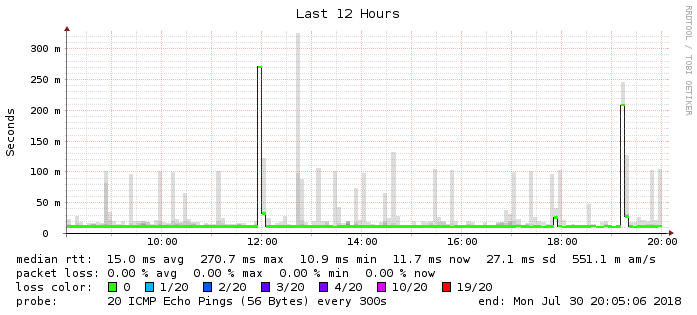 Last 12 Hours
RRDTOOL / TOBI OETIKER
Seconds
300 m
250 m
200 m
150 m
100 m
50 m
0
10:00 12:00 14:00 16:00 18:00 20:00
median rtt: 15.0 ms avg 270.7 ms max 10.9 ms min 11.7 ms now 27.1 ms sd 551.1 m am/s
packet loss: 0.00 % avg 0.00 % max 0.00 % min 0.00 % now
loss color: 0 1/20 2/20 3/20 4/20 10/20 19/20
probe: 20 ICMP Echo Pings (56 Bytes) every 300s end: Mon Jul 30 20:05:06 2018